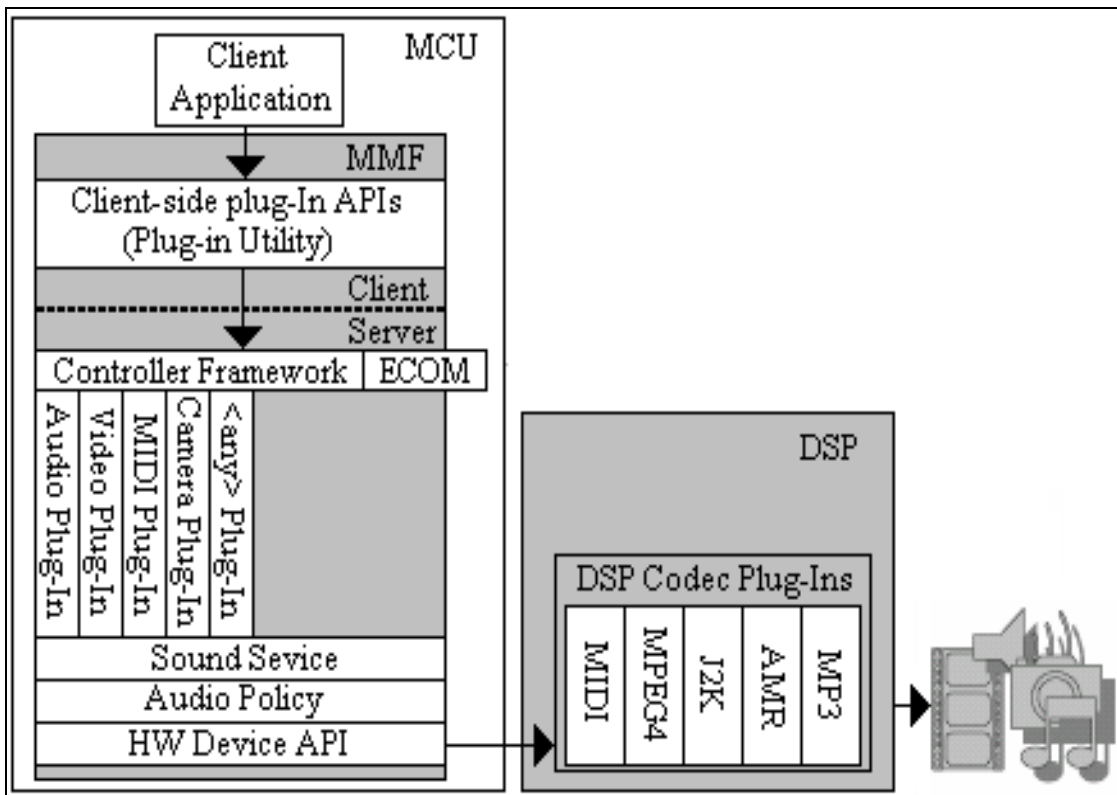 MCU
Client
Application
MMF
Client-side plug-In APIs
(Plug-in Utility)
Client
Server
Controller Framework
ECOM
Audio Plug-In
Video Plug-In
MIDI Plug-In
Camera Plug-In
<any> Plug-In
Sound Sevice
Audio Policy
HW Device API
DSP
DSP Codec Plug-Ins
MIDI
MPEG4
J2K
AMR
MP3